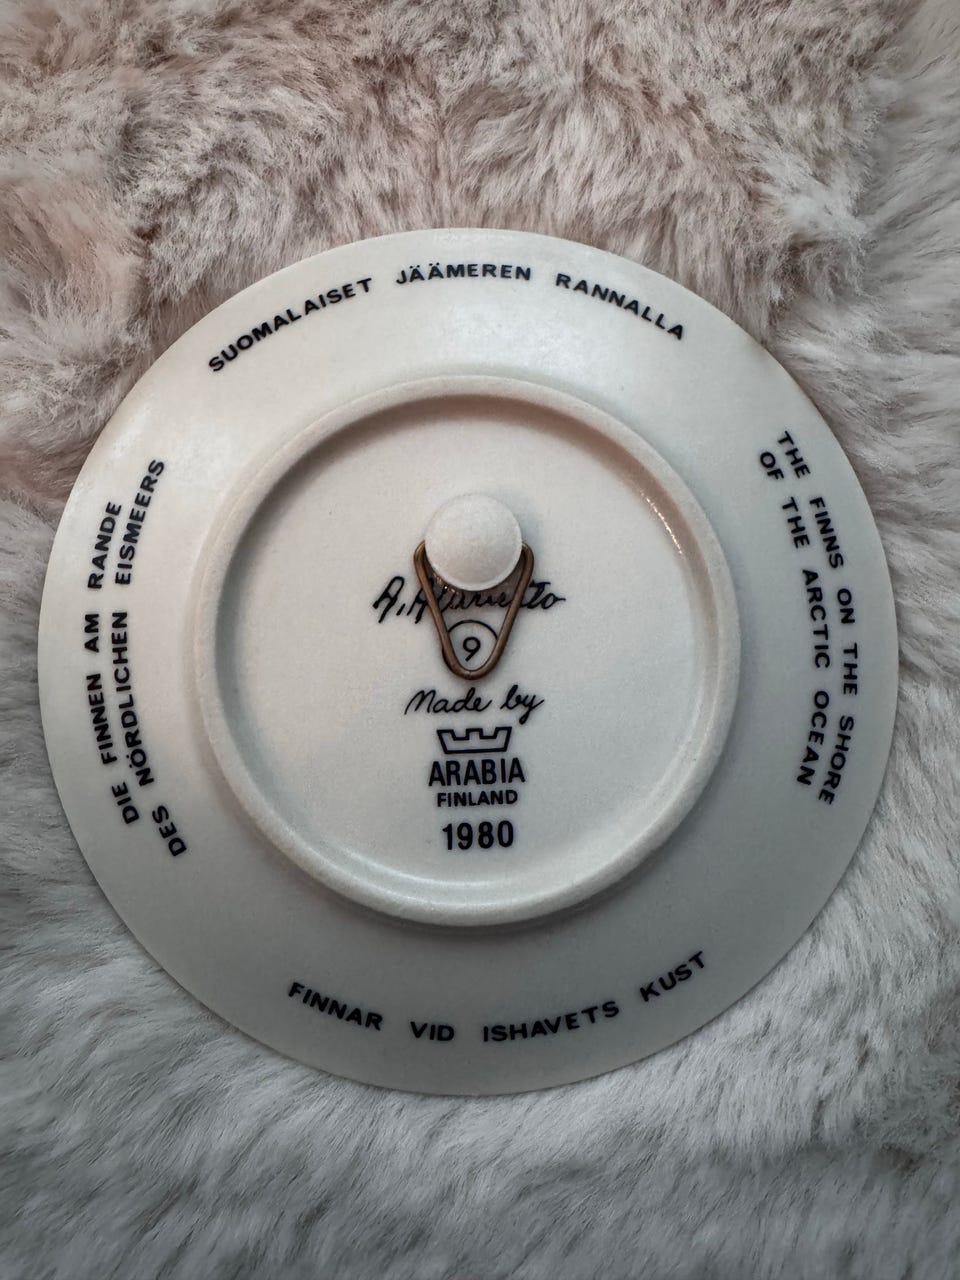 SUOMALAISET JÄÄMEREN RANNALLA
THE FINNS ON THE SHORE
OF THE ARCTIC OCEAN
FINNAR VID ISHAVETS KUST
DIE FINNEN AM RANDE
DES NÖRDLICHEN EISMEERS
9
Made by
ARABIA
FINLAND
1980